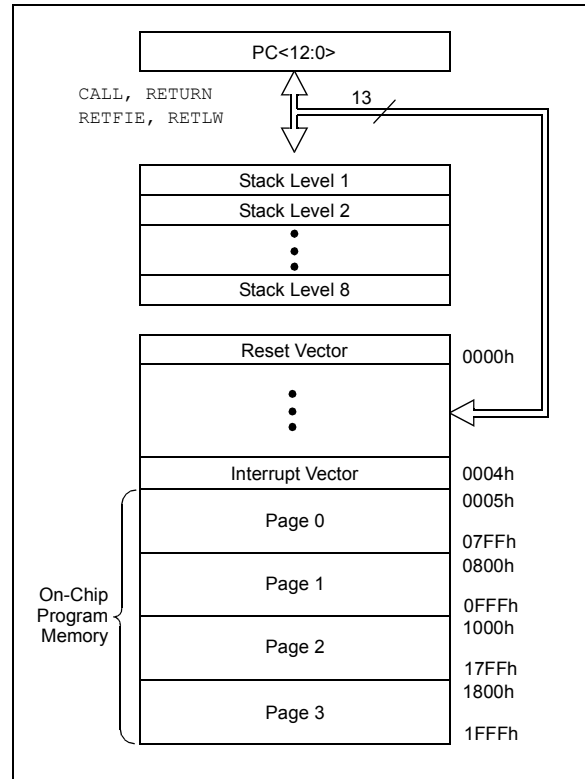 PC<12:0>
CALL, RETURN
RETFIE, RETLW
13
Stack Level 1
Stack Level 2
Stack Level 8
Reset Vector
0000h
Interrupt Vector
0004h
0005h
Page 0
07FFh
0800h
Page 1
0FFFh
1000h
Page 2
17FFh
1800h
Page 3
1FFFh
On-Chip
Program
Memory